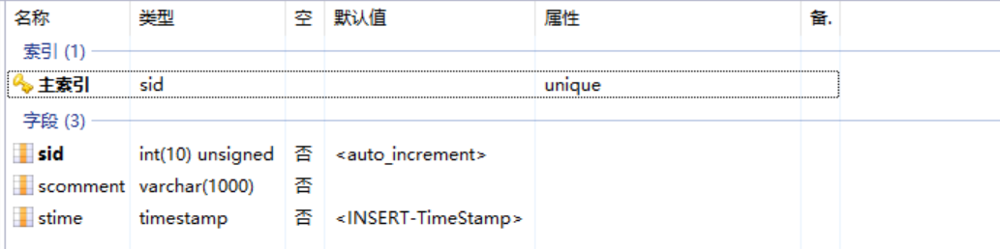 名称 类型 空 默认值 属性 备.
索引 (1)
主索引 sid unique
字段 (3)
sid int(10) unsigned 否 <auto_increment>
scomment varchar(1000) 否
stime timestamp 否 <INSERT-TimeStamp>